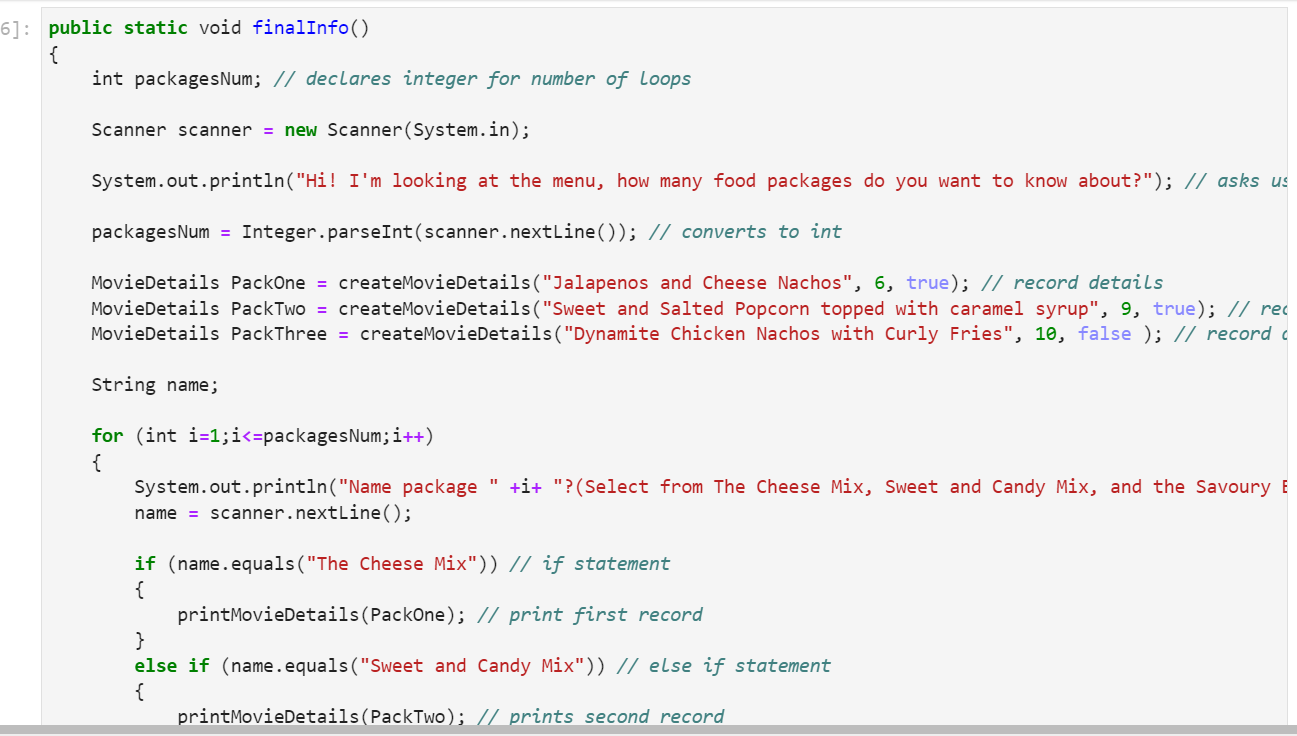 6]:
public static void finalInfo()
{
int packagesNum; // declares integer for number of loops
Scanner scanner = new Scanner(System.in);
System.out.println("Hi! I'm looking at the menu, how many food packages do you want to know about?"); // asks
packagesNum = Integer.parseInt(scanner.nextLine()); // converts to int
MovieDetails PackOne = createMovieDetails("Jalapenos and Cheese Nachos", 6, true); // record details
MovieDetails PackTwo = createMovieDetails("Sweet and Salted Popcorn topped with caramel syrup", 9, true); //
MovieDetails PackThree = createMovieDetails("Dynamite Chicken Nachos with Curly Fries", 10, false ); // record
String name;
for (int i=1;i<=packagesNum;i++)
{
System.out.println("Name package " +i+ "?(Select from The Cheese Mix, Sweet and Candy Mix, and the Savoury
name = scanner.nextLine();
if (name.equals("The Cheese Mix")) // if statement
{
printMovieDetails(PackOne); // print first record
}
else if (name.equals("Sweet and Candy Mix")) // else if statement
{
printMovieDetails(PackTwo); // prints second record